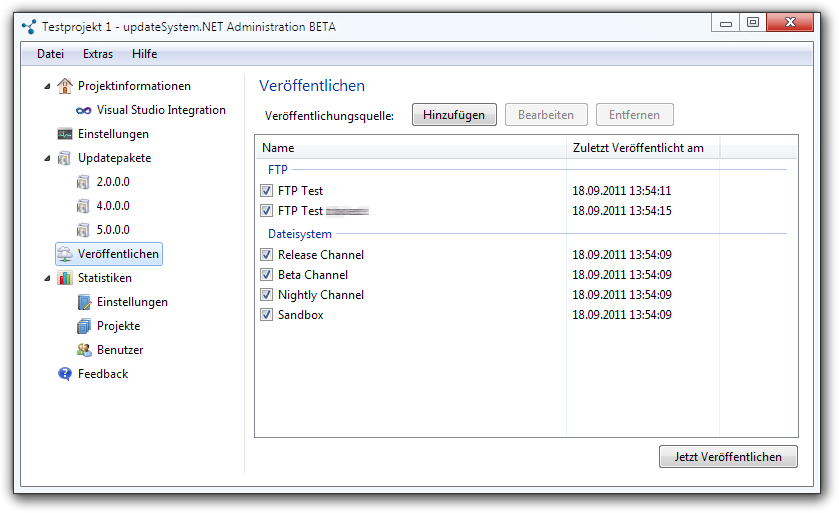 Testprojekt 1 - updateSystem.NET Administration BETA
Datei Extras Hilfe
Projektinformationen
Visual Studio Integration
Einstellungen
Updatepakete
2.0.0.0
4.0.0.0
5.0.0.0
Veröffentlichen
Statistiken
Einstellungen
Projekte
Benutzer
Feedback
Veröffentlichen
Veröffentlichungsquelle: Hinzufügen Bearbeiten Entfernen
Name Zuletzt Veröffentlicht am
FTP
FTP Test 18.09.2011 13:54:11
FTP Test 18.09.2011 13:54:15
Dateisystem
Release Channel 18.09.2011 13:54:09
Beta Channel 18.09.2011 13:54:09
Nightly Channel 18.09.2011 13:54:09
Sandbox 18.09.2011 13:54:09
Jetzt Veröffentlichen